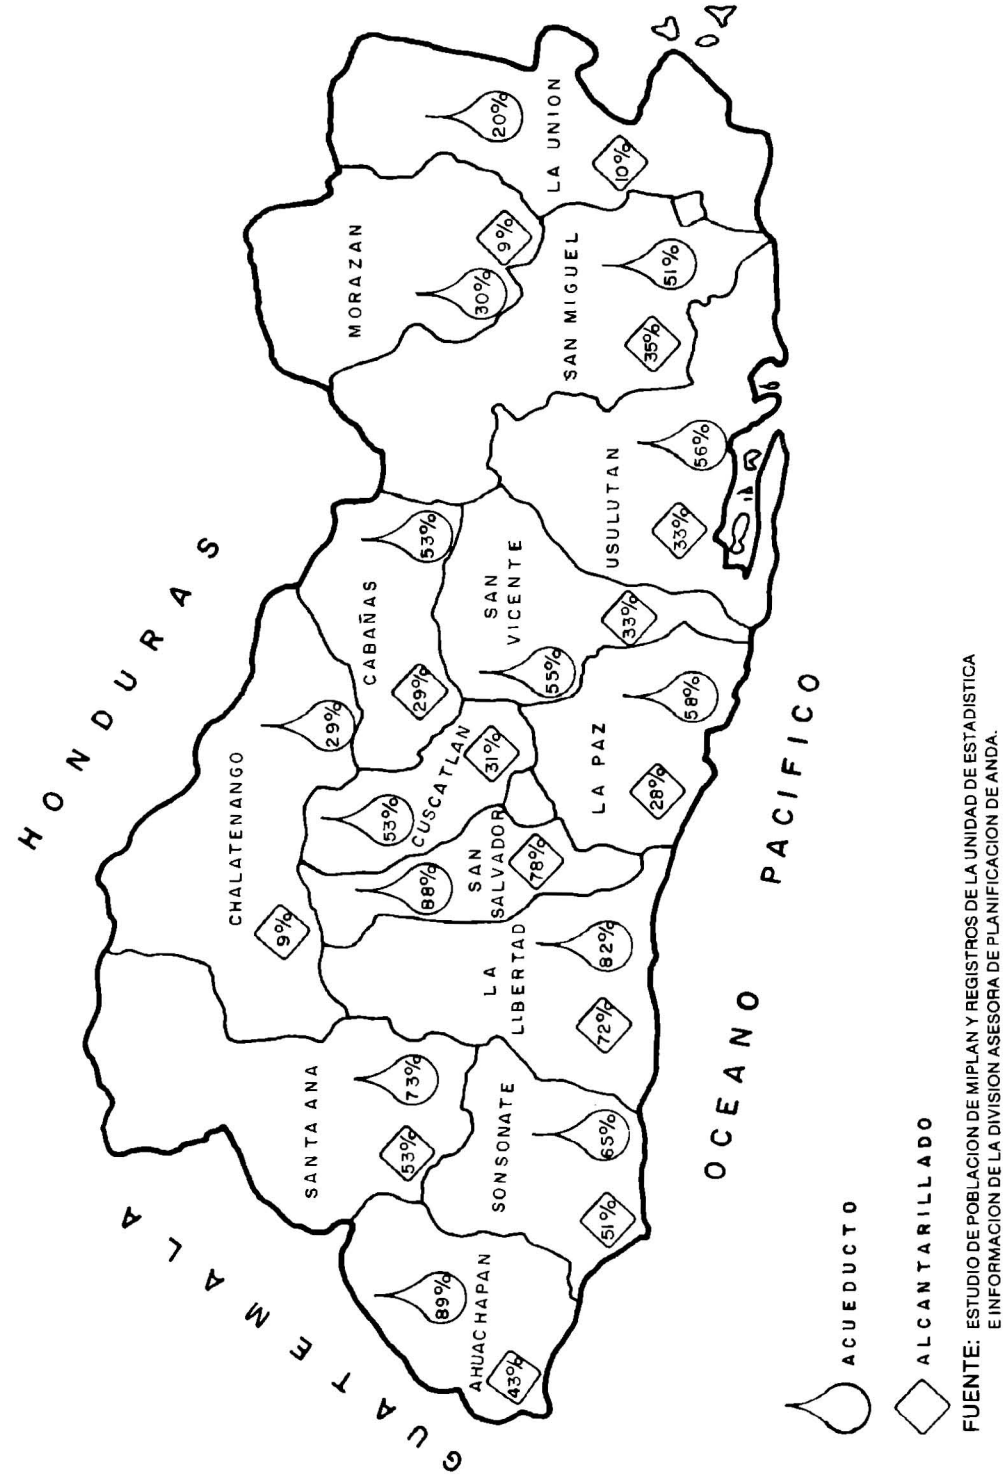 HONDURAS
GUATEMALA
OCEANO PACIFICO
CHALATENANGO
29%
9%
SANTA ANA
73%
53%
AHUACHAPAN
89%
43%
SONSONATE
65%
51%
LA
LIBERTAD
82%
72%
SAN
SALVADOR
88%
78%
CUSCATLAN
53%
31%
CABAÑAS
53%
29%
SAN
VICENTE
55%
33%
LA PAZ
58%
28%
USULUTAN
56%
33%
SAN MIGUEL
51%
35%
MORAZAN
30%
9%
LA UNION
20%
10%
ACUEDUCTO
ALCANTARILLADO
FUENTE: ESTUDIO DE POBLACION DE MIPLAN Y REGISTROS DE LA UNIDAD DE ESTADISTICA
E INFORMACION DE LA DIVISION ASESORA DE PLANIFICACION DE ANDA.